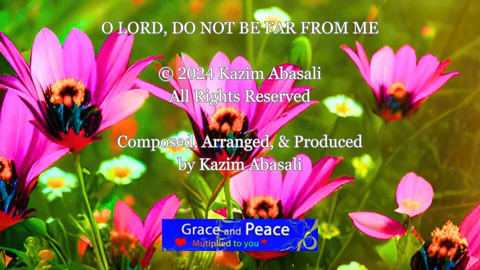 O LORD, DO NOT BE FAR FROM ME
© 2024 Kazim Abasali
All Rights Reserved
Composed, Arranged, & Produced
by Kazim Abasali
Grace and Peace
Mutiplied to you